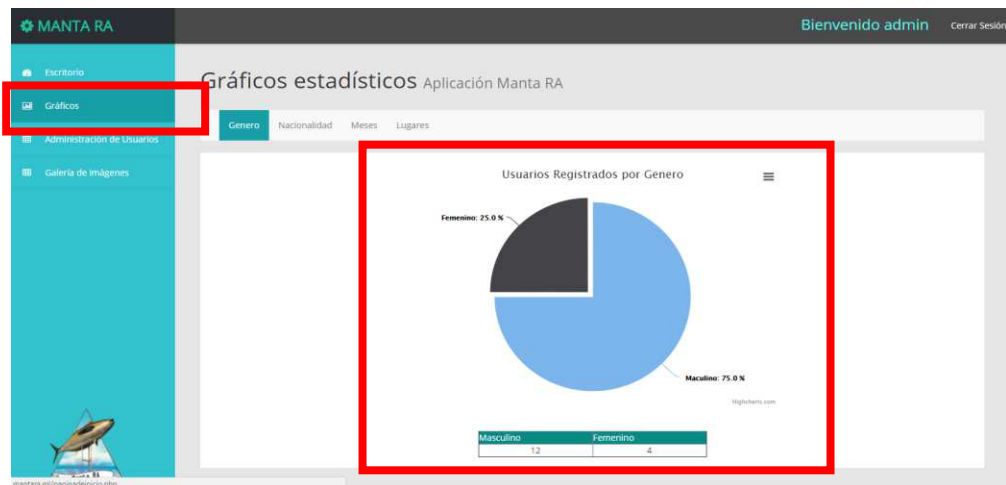 MANTA RA
Bienvenido admin Cerrar Sesión
Escritorio
Gráficos
Administración de Usuarios
Galería de Imágenes
Gráficos estadísticos Aplicación Manta RA
Genero Nacionalidad Meses Lugares
Usuarios Registrados por Genero
Femenino: 25.0 %
Maculino: 75.0 %
Highcharts.com
Masculino Femenino
12 4